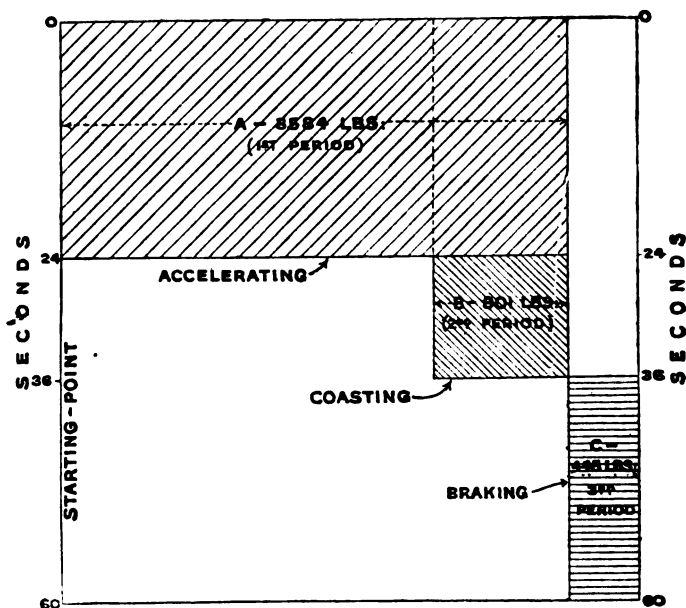 0
0
A - 3584 LBS.
(1ST PERIOD)
24
24
ACCELERATING
SECONDS
SECONDS
B - 801 LBS.
(2ND PERIOD)
36
36
COASTING
STARTING-POINT
C -
LBS.
BRAKING
3RD
PERIOD
60
60